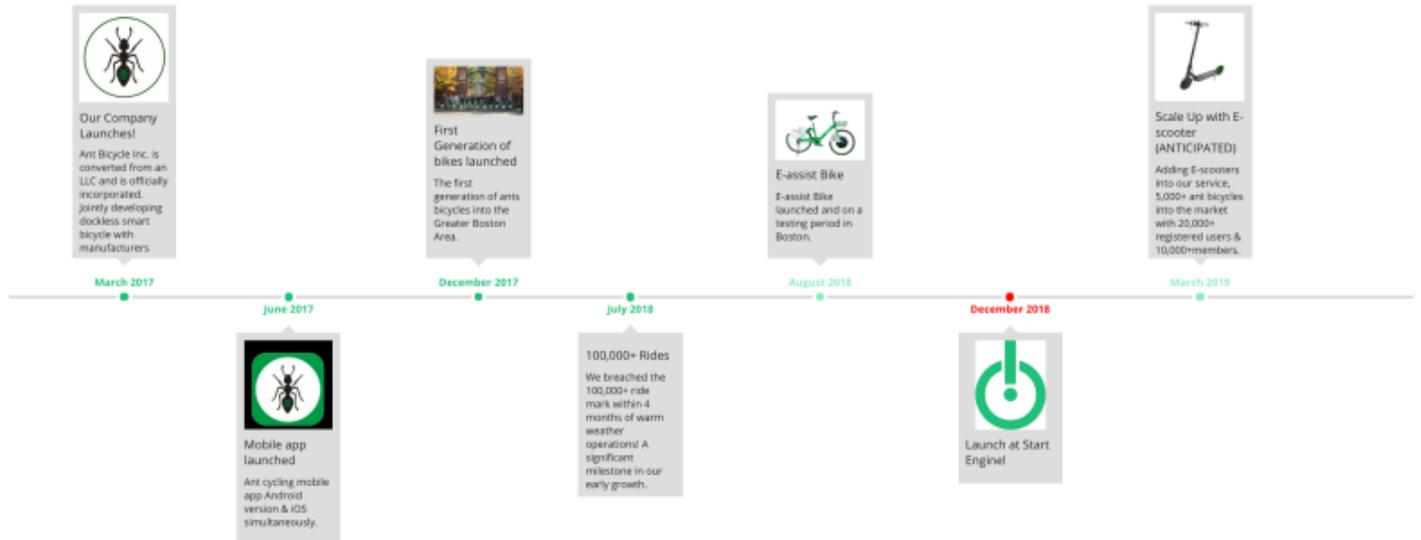 Our Company
Launches!
Ant Bicycle Inc. is
converted from an
LLC and is officially
incorporated.
Jointly developing
dockless smart
bicycle with
manufacturers
March 2017
June 2017
Mobile app
launched
Ant cycling mobile
app Android
version & iOS
simultaneously.
First
Generation of
bikes launched
The first
generation of ants
bicycles into the
Greater Boston
Area.
December 2017
July 2018
100,000+ Rides
We breached the
100,000+ ride
mark within 4
months of warm
weather
operations! A
significant
milestone in our
early growth.
E-assist Bike
E-assist Bike
launched and on a
testing period in
Boston.
August 2018
December 2018
Launch at Start
Engine!
Scale Up with E-
scooter
(ANTICIPATED)
Adding E-scooters
into our service,
5,000+ ant bicycles
into the market
with 20,000+
registered users &
10,000+members.
March 2019